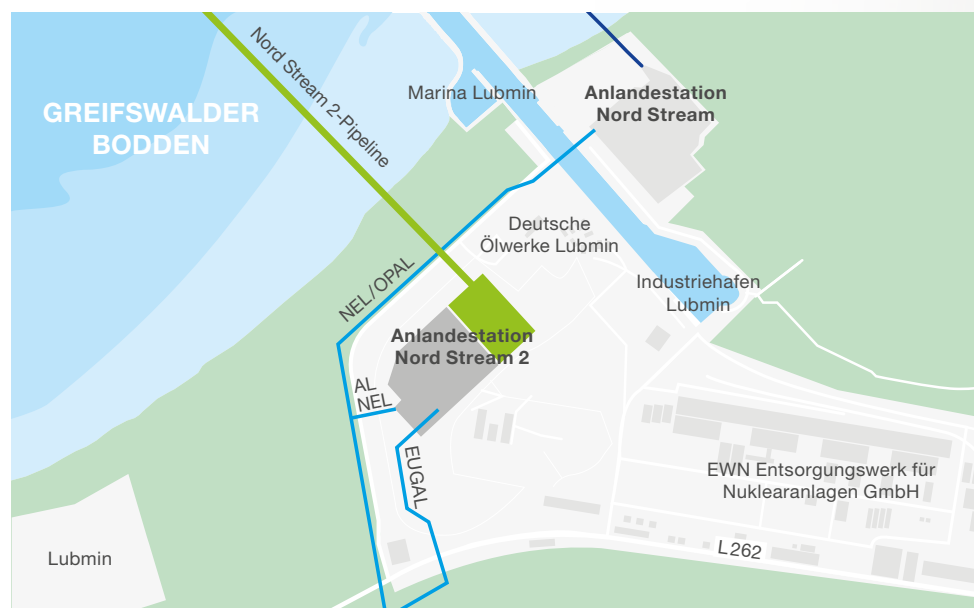 Nord Stream 2-Pipeline
GREIFSWALDER
BODDEN
Marina Lubmin
Anlandestation
Nord Stream
Deutsche
Ölwerke Lubmin
NEL/OPAL
Industriehafen
Lubmin
Anlandestation
Nord Stream 2
AL
NEL
EUGAL
EWN Entsorgungswerk für
Nuklearanlagen GmbH
L262
Lubmin